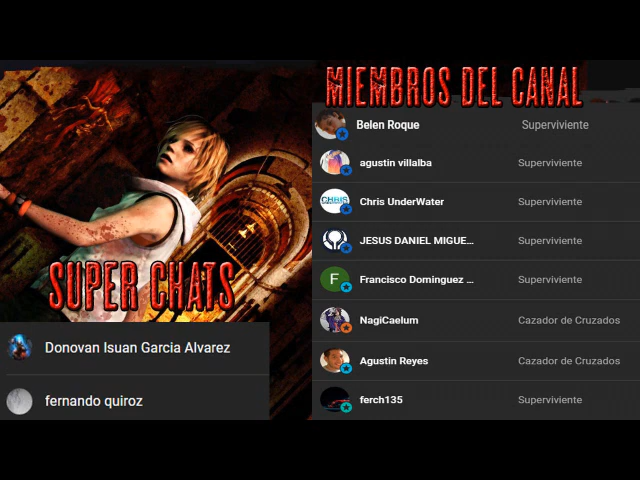 MIEMBROS DEL CANAL
Belen Roque Superviviente
agustin villalba Superviviente
CHRIS
Chris UnderWater Superviviente
JESUS DANIEL MIGUE... Superviviente
F
Francisco Dominguez ... Superviviente
NagiCaelum Cazador de Cruzados
Agustin Reyes Cazador de Cruzados
ferch135 Superviviente
SUPER CHATS
Donovan Isuan Garcia Alvarez
fernando quiroz